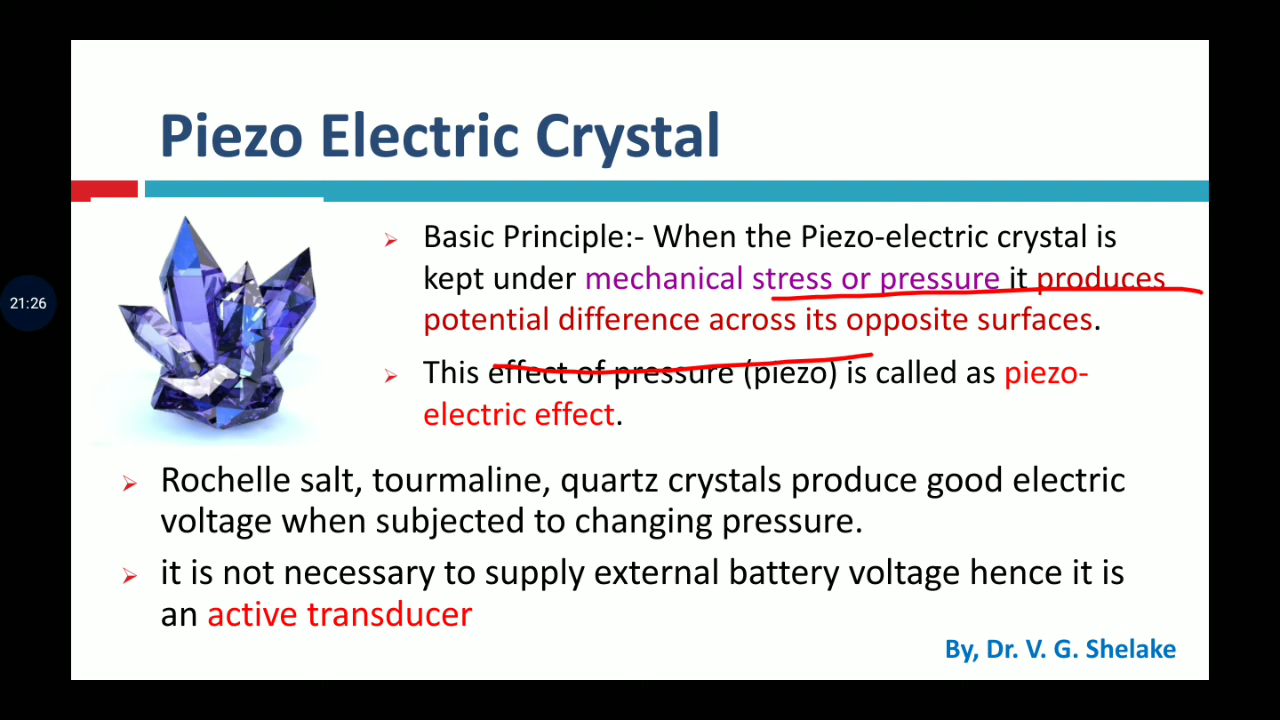 Piezo Electric Crystal
Basic Principle:- When the Piezo-electric crystal is
kept under mechanical stress or pressure it produces
potential difference across its opposite surfaces.
This effect of pressure (piezo) is called as piezo-
electric effect.
21:26
Rochelle salt, tourmaline, quartz crystals produce good electric
voltage when subjected to changing pressure.
it is not necessary to supply external battery voltage hence it is
an active transducer
By, Dr. V. G. Shelake